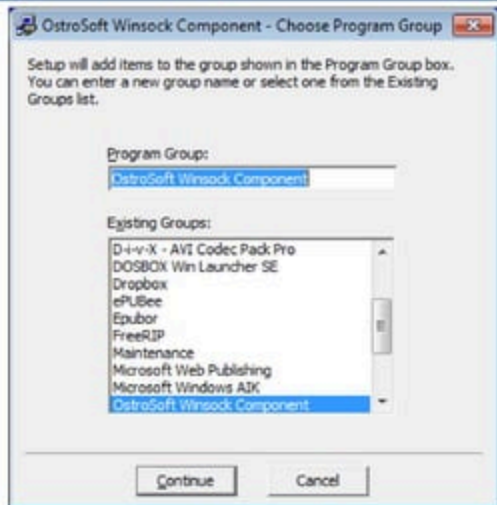 OstroSoft Winsock Component - Choose Program Group
Setup will add items to the group shown in the Program Group box.
You can enter a new group name or select one from the Existing
Groups list.
Program Group:
OstroSoft Winsock Component
Existing Groups:
D-i-v-X - AVI Codec Pack Pro
DOSBOX Win Launcher SE
Dropbox
ePUBee
Epubor
FreeRIP
Maintenance
Microsoft Web Publishing
Microsoft Windows AIK
OstroSoft Winsock Component
Continue Cancel